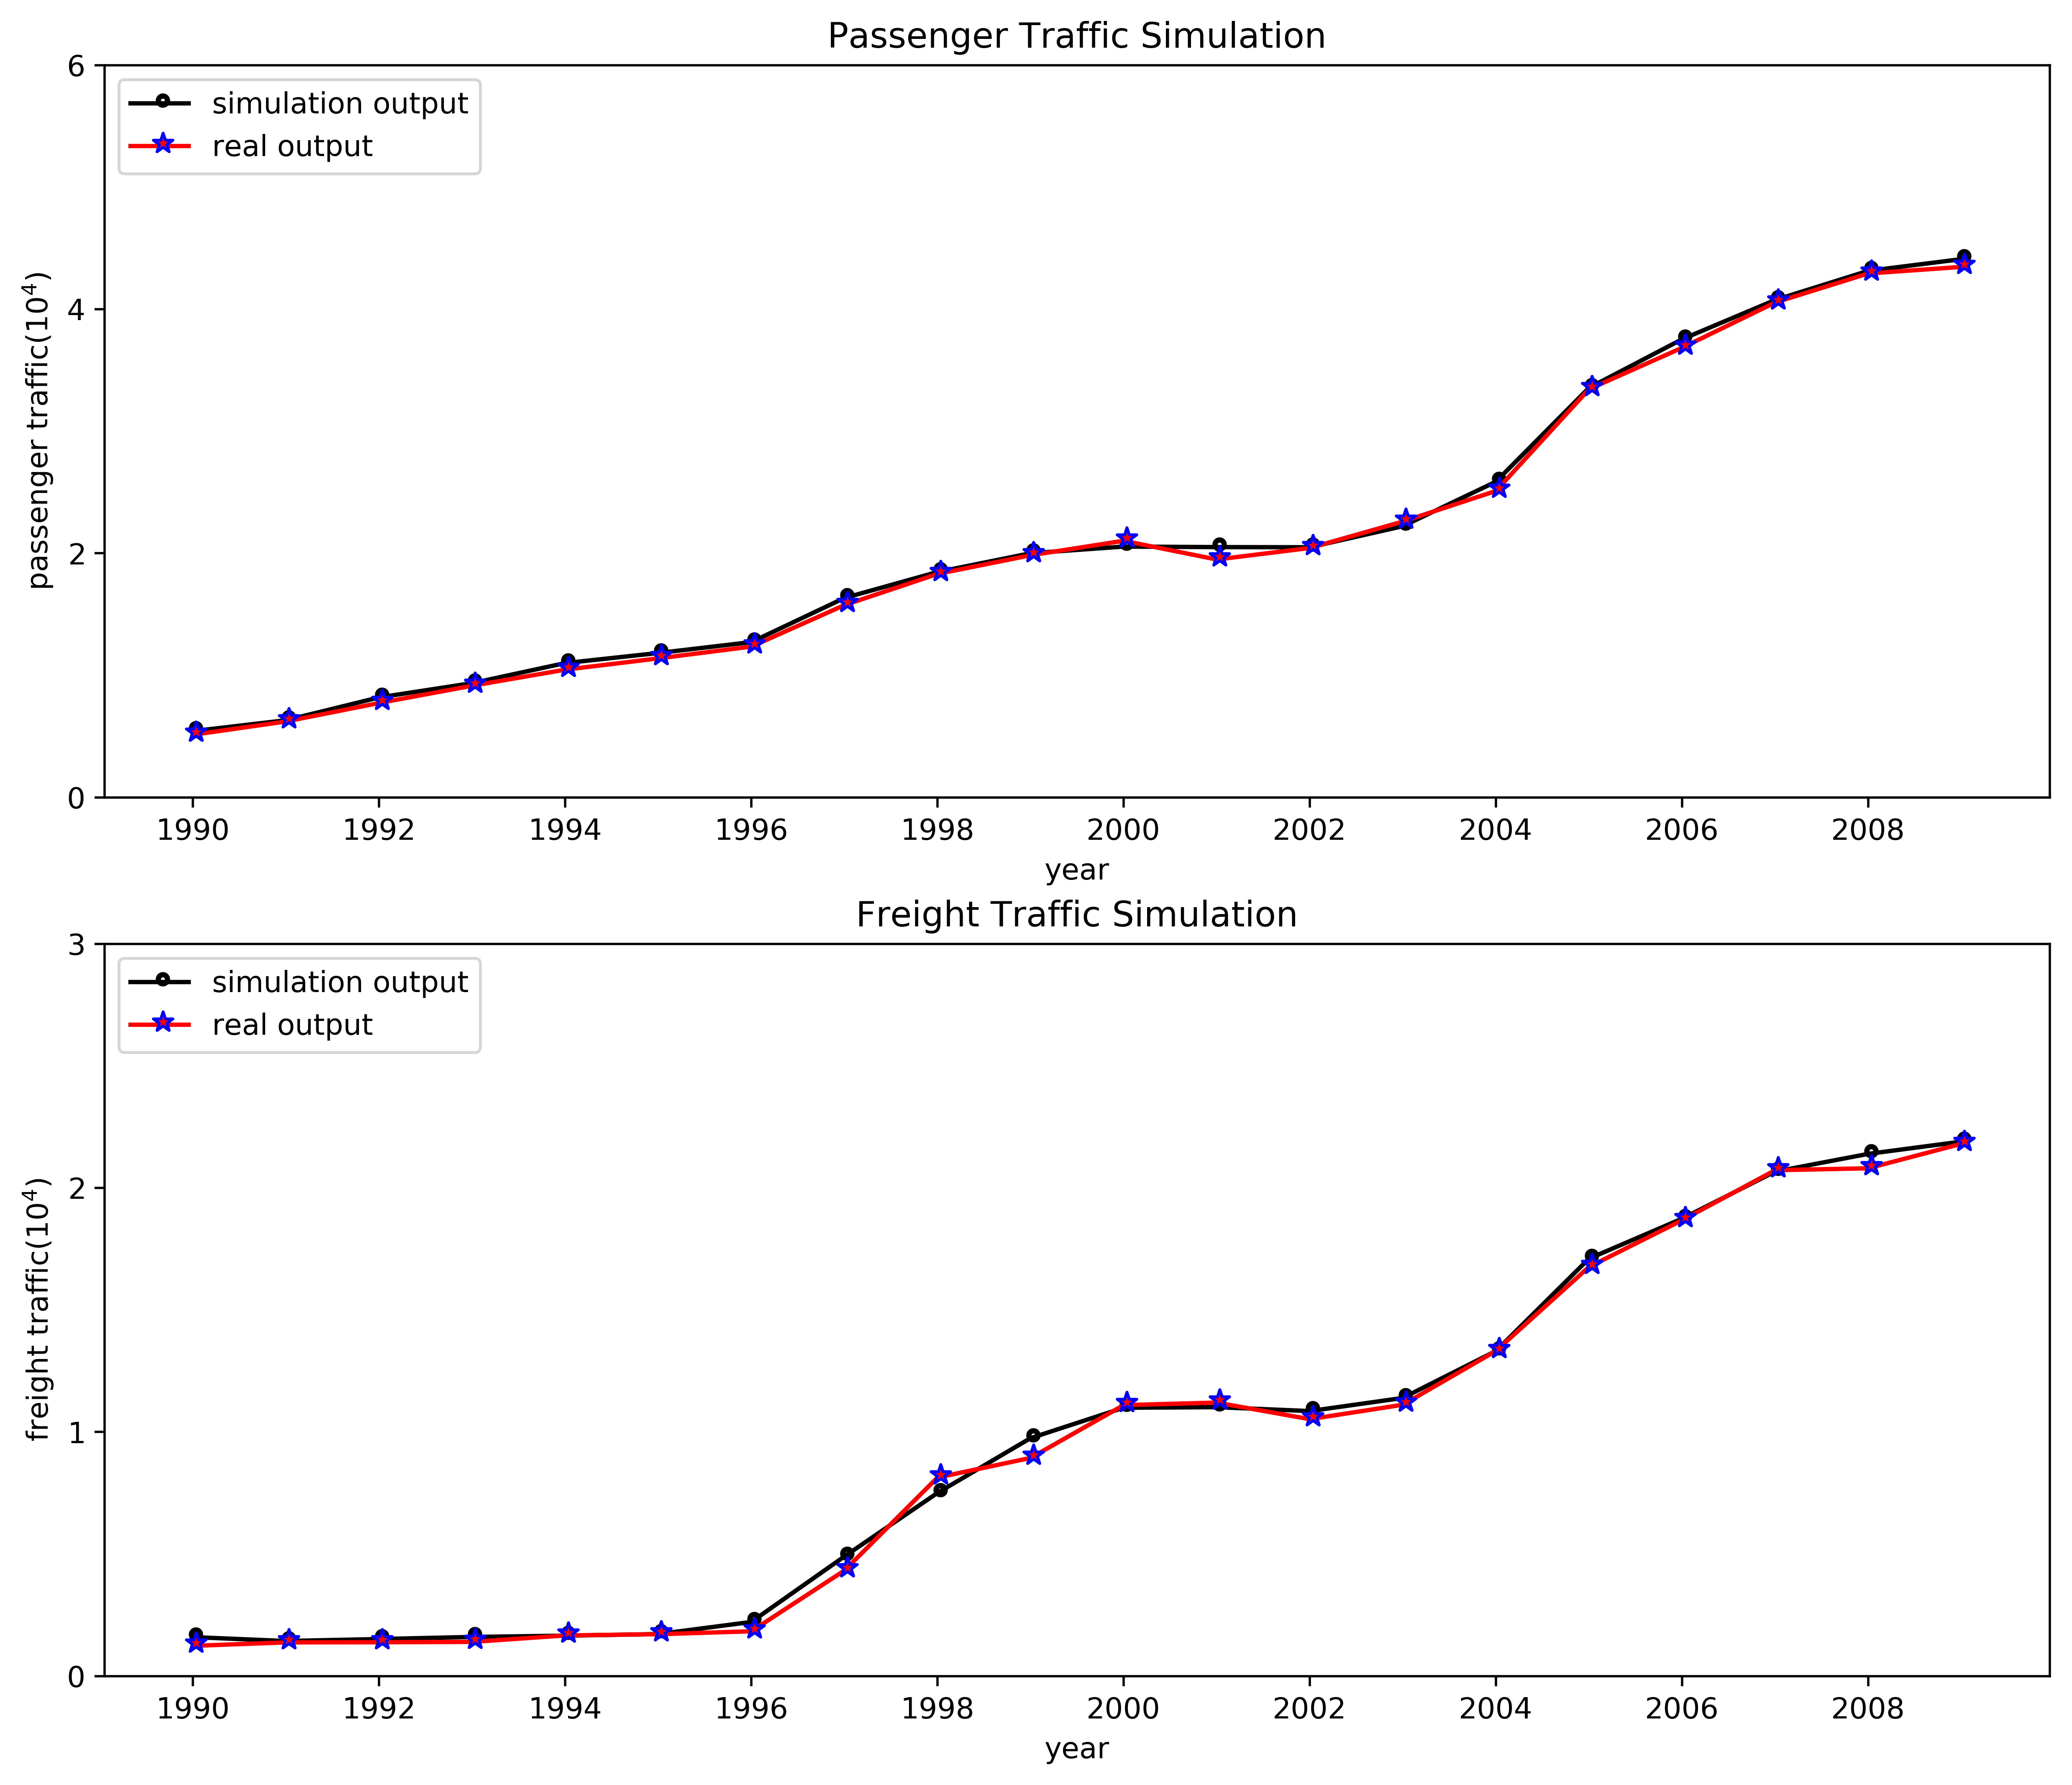 Passenger Traffic Simulation
6
simulation output
real output
4
passenger traffic(10⁴)
2
0
1990 1992 1994 1996 1998 2000 2002 2004 2006 2008
year
Freight Traffic Simulation
3
simulation output
real output
2
freight traffic(10⁴)
1
0
1990 1992 1994 1996 1998 2000 2002 2004 2006 2008
year